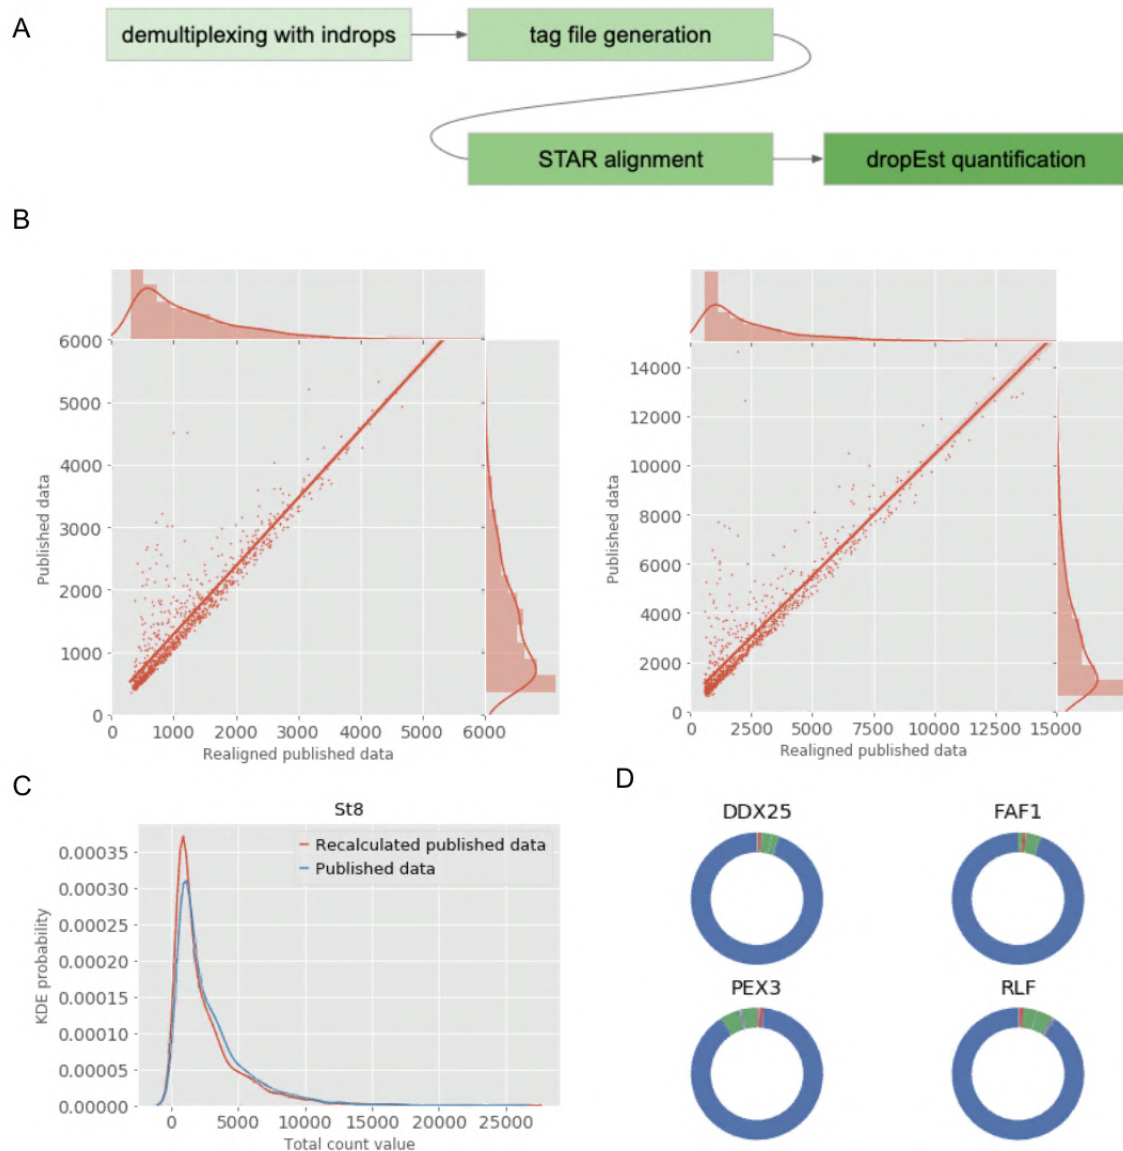 A
demultiplexing with indrops
tag file generation
STAR alignment
dropEst quantification
B
6000
5000
4000
3000
2000
1000
0
Published data
0 1000 2000 3000 4000 5000 6000
Realigned published data
14000
12000
10000
8000
6000
4000
2000
0
Published data
0 2500 5000 7500 10000 12500 15000
Realigned published data
C
St8
Recalculated published data
Published data
0.00035
0.00030
0.00025
0.00020
0.00015
0.00010
0.00005
0.00000
KDE probability
0 5000 10000 15000 20000 25000
Total count value
D
DDX25
FAF1
PEX3
RLF